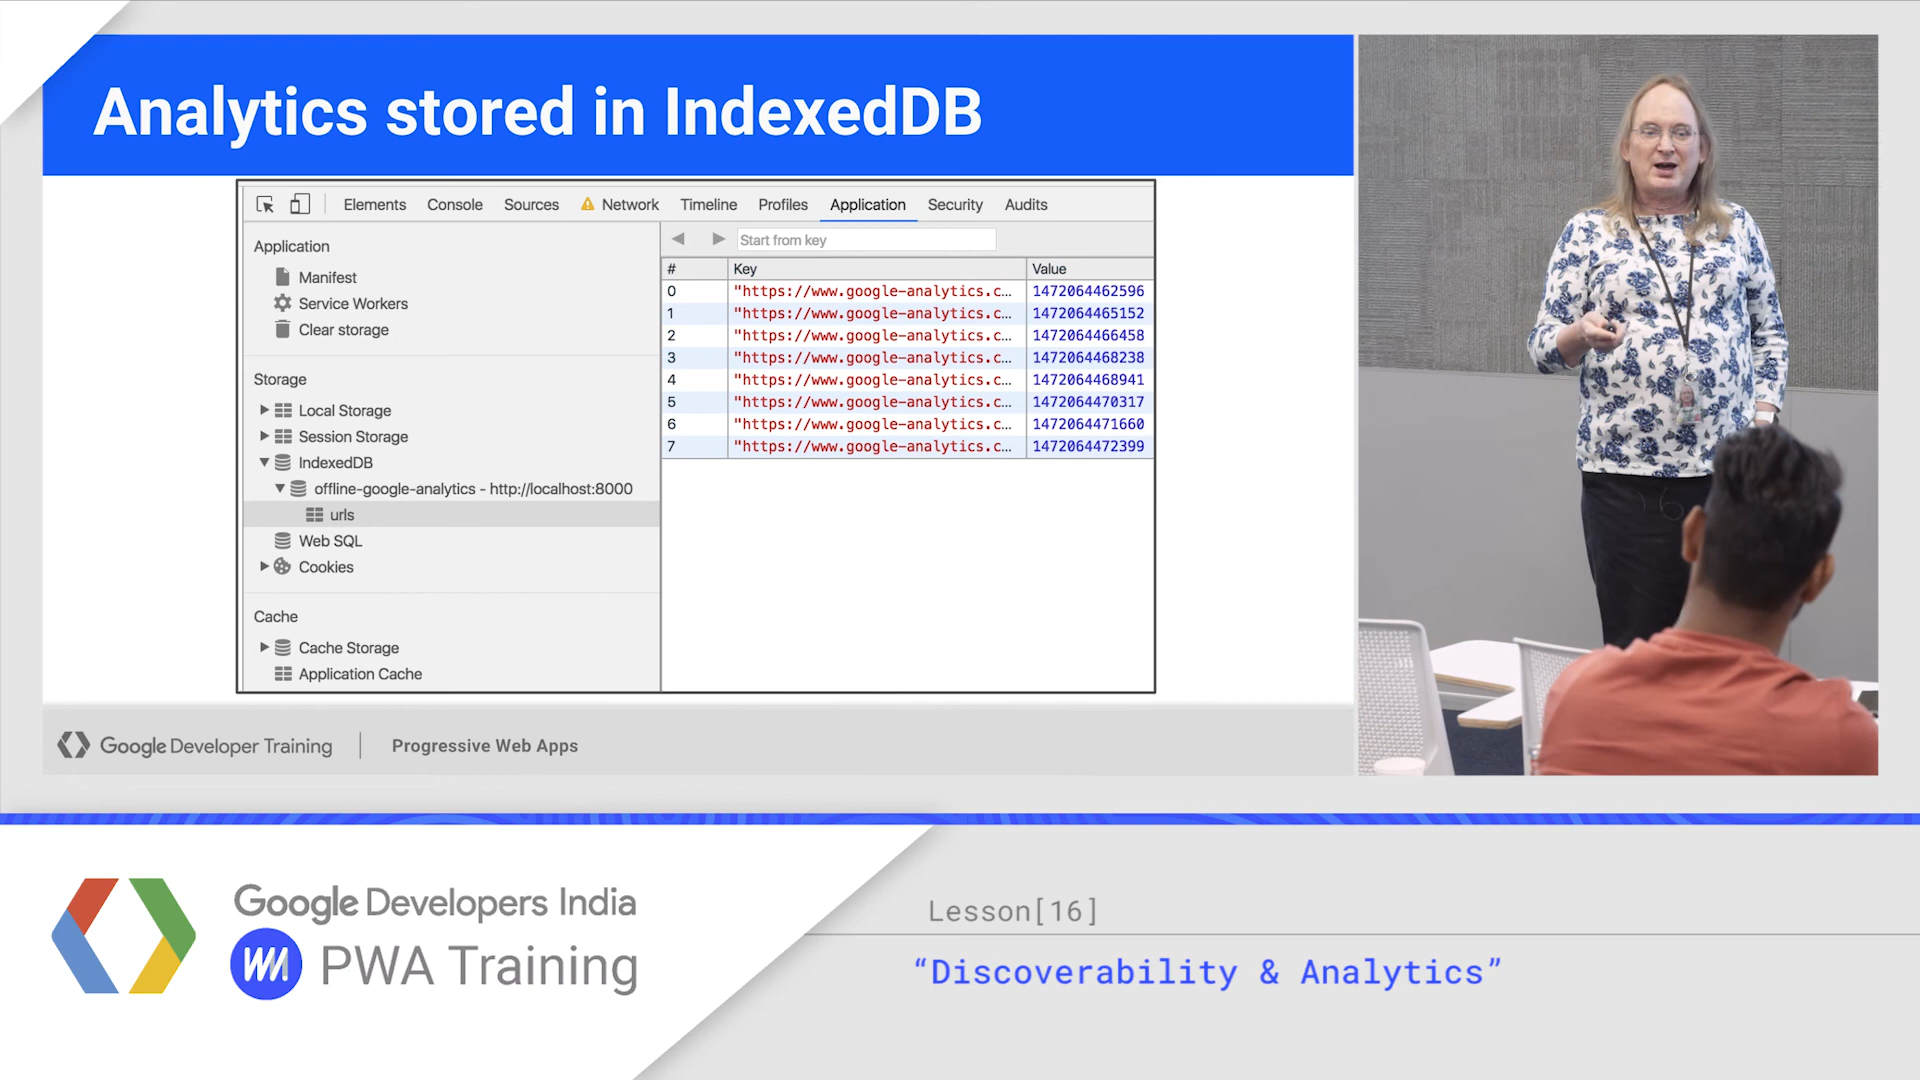 Analytics stored in IndexedDB
Elements Console Sources Network Timeline Profiles Application Security Audits
Application
Manifest
Service Workers
Clear storage
Storage
Local Storage
Session Storage
IndexedDB
offline-google-analytics - http://localhost:8000
urls
Web SQL
Cookies
Cache
Cache Storage
Application Cache
Start from key
# Key Value
0 "https://www.google-analytics.c… 1472064462596
1 "https://www.google-analytics.c… 1472064465152
2 "https://www.google-analytics.c… 1472064466458
3 "https://www.google-analytics.c… 1472064468238
4 "https://www.google-analytics.c… 1472064468941
5 "https://www.google-analytics.c… 1472064470317
6 "https://www.google-analytics.c… 1472064471660
7 "https://www.google-analytics.c… 1472064472399
Google Developer Training
Progressive Web Apps
Google Developers India
PWA Training
Lesson[16]
“Discoverability & Analytics”